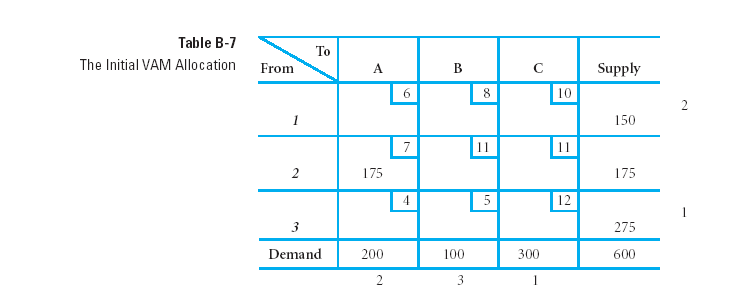 Table B-7
The Initial VAM Allocation
To
From A B C Supply
6 8 10
2
1 150
7 11 11
2 175 175
4 5 12
1
3 275
Demand 200 100 300 600
2 3 1